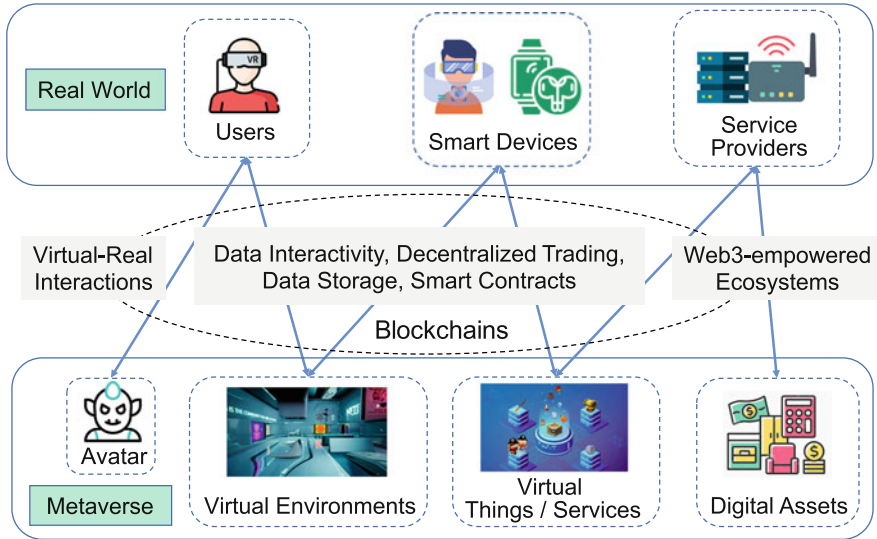 VR
Real World
Users
Smart Devices
Service
Providers
Virtual-Real
Interactions
Data Interactivity, Decentralized Trading,
Data Storage, Smart Contracts
Web3-empowered
Ecosystems
Blockchains
Avatar
Metaverse
Virtual Environments
Virtual
Things / Services
Digital Assets